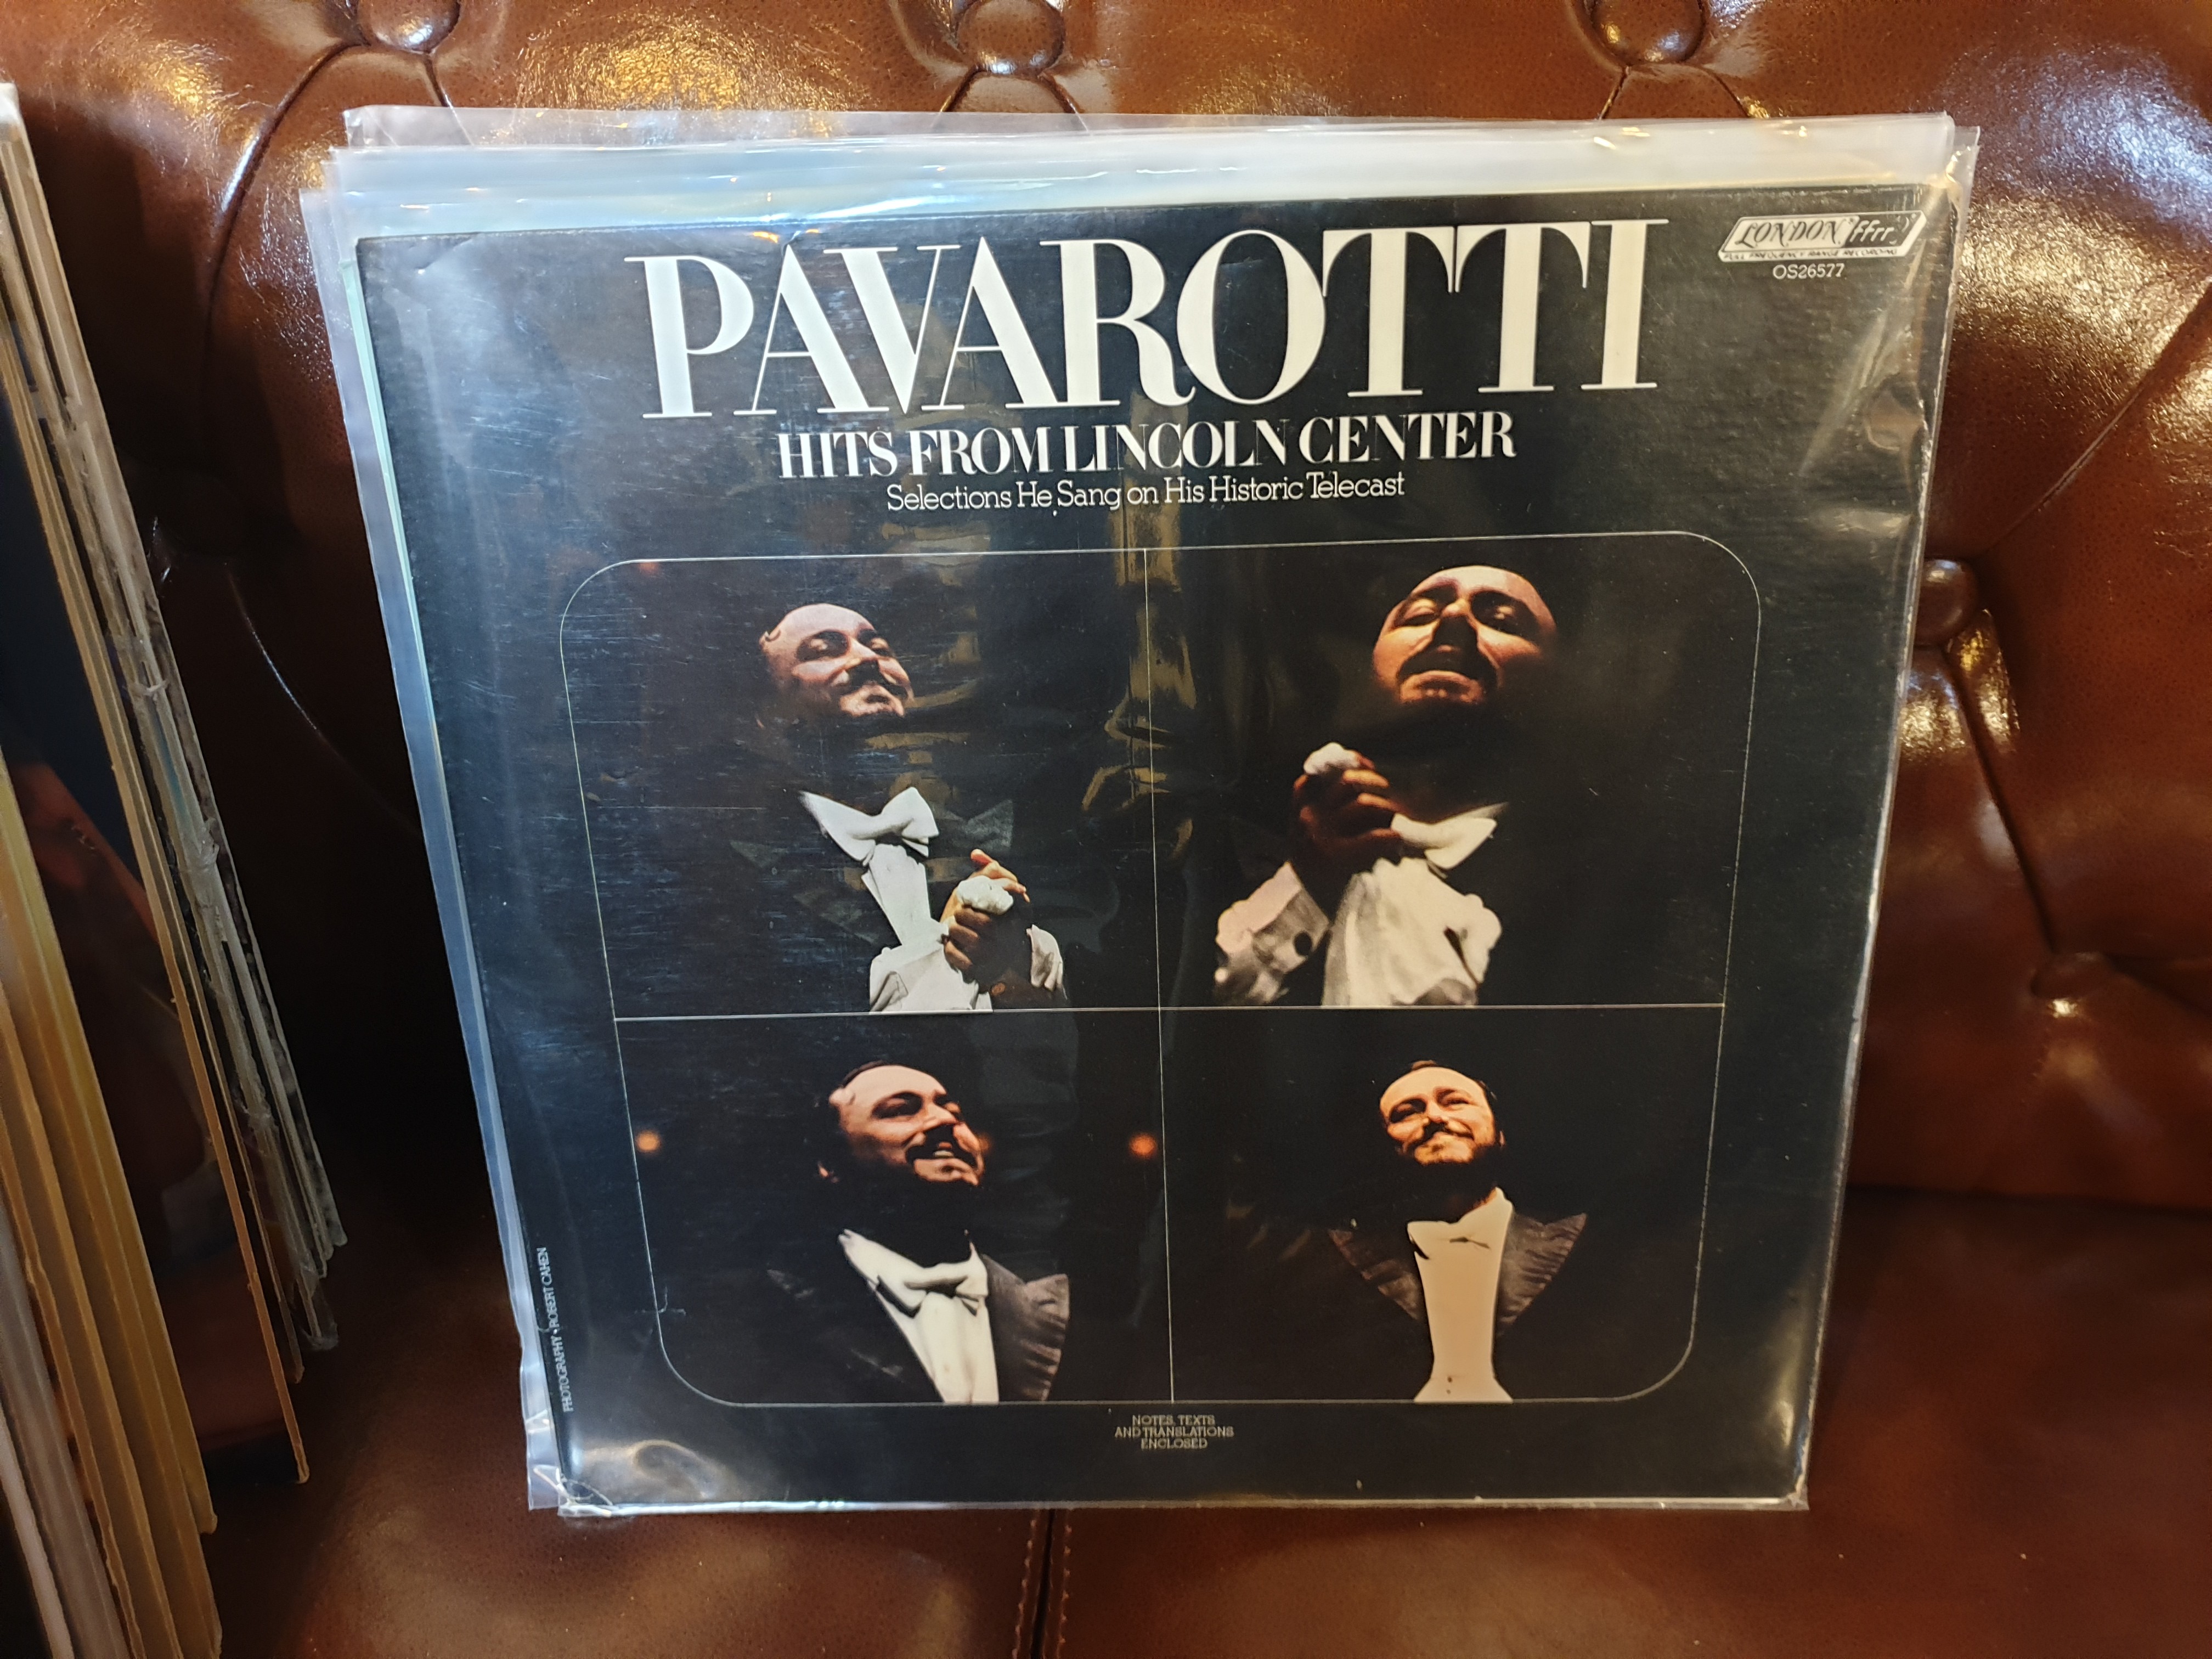 PAVAROTTI
LONDON ffrr
FULL FREQUENCY RANGE RECORDING
OS26577
HITS FROM LINCOLN CENTER
Selections He Sang on His Historic Telecast
PHOTOGRAPHY • ROBERT CAHEN
NOTES, TEXTS
AND TRANSLATIONS
ENCLOSED